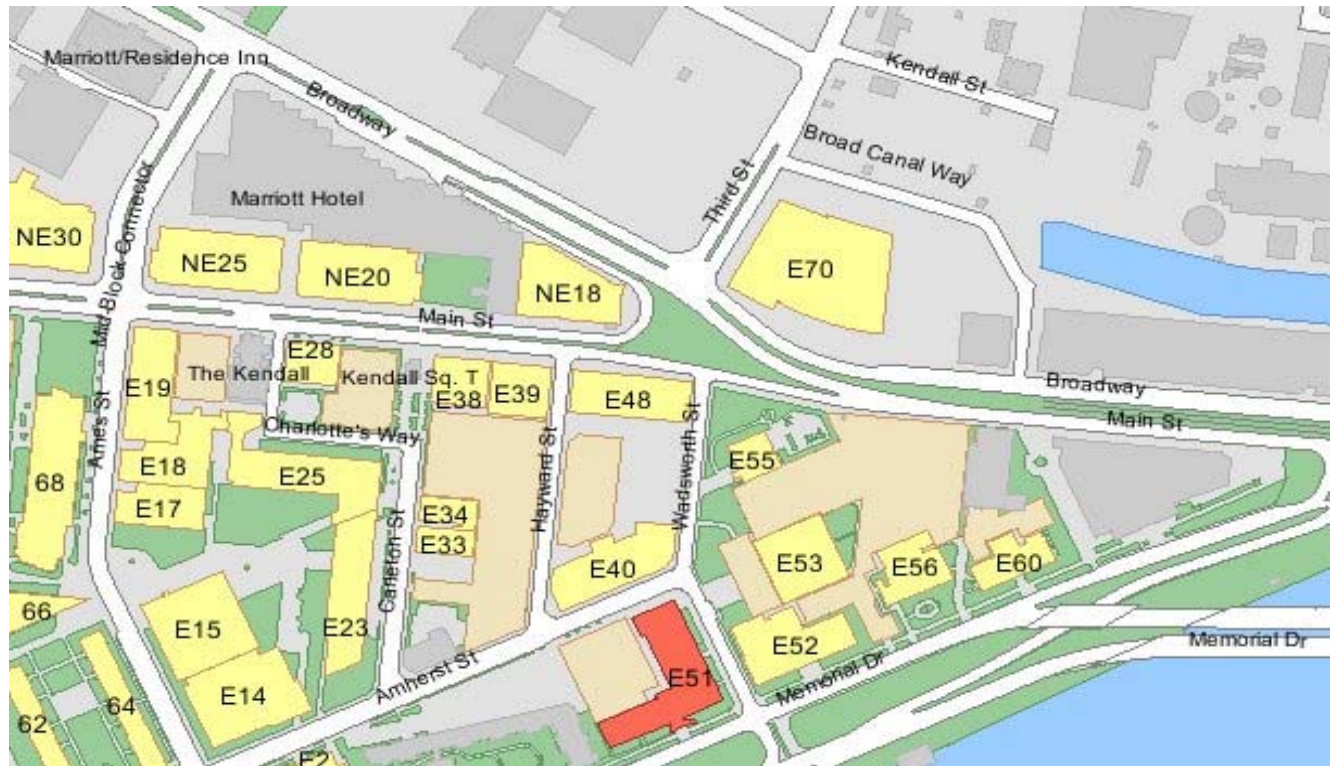 Marriott/Residence Inn
Kendall St
Broadway
Broad Canal Way
Third St
Mid Block Connector
Marriott Hotel
NE30
NE25
NE20
NE18
E70
Main St
E28
E19
The Kendall
Kendall Sq. T
E38
E39
E48
Broadway
Main St
Ames St
Charlotte's Way
Hayward St
Wadsworth St
E55
68
E18
E25
E17
E34
E33
Carleton St
E53
E56
E60
E40
66
E15
E23
E52
Memorial Dr
Memorial Dr
Amherst St
E51
E14
62
64
E2